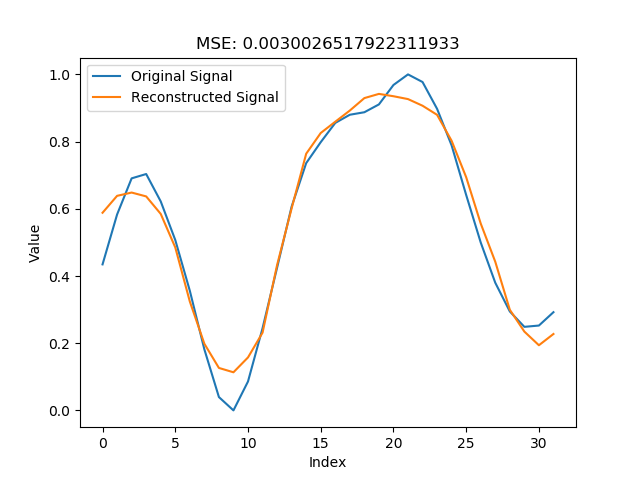 MSE: 0.0030026517922311933
Original Signal
Reconstructed Signal
1.0
0.8
0.6
0.4
0.2
0.0
Value
0 5 10 15 20 25 30
Index